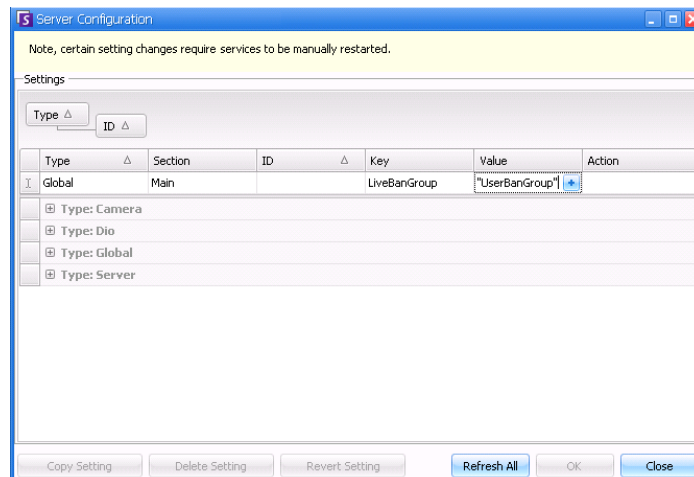 Server Configuration
Note, certain setting changes require services to be manually restarted.
Settings
Type
ID
Type Section ID Key Value Action
Global Main LiveBanGroup "UserBanGroup"
Type: Camera
Type: Dio
Type: Global
Type: Server
Copy Setting Delete Setting Revert Setting Refresh All OK Close